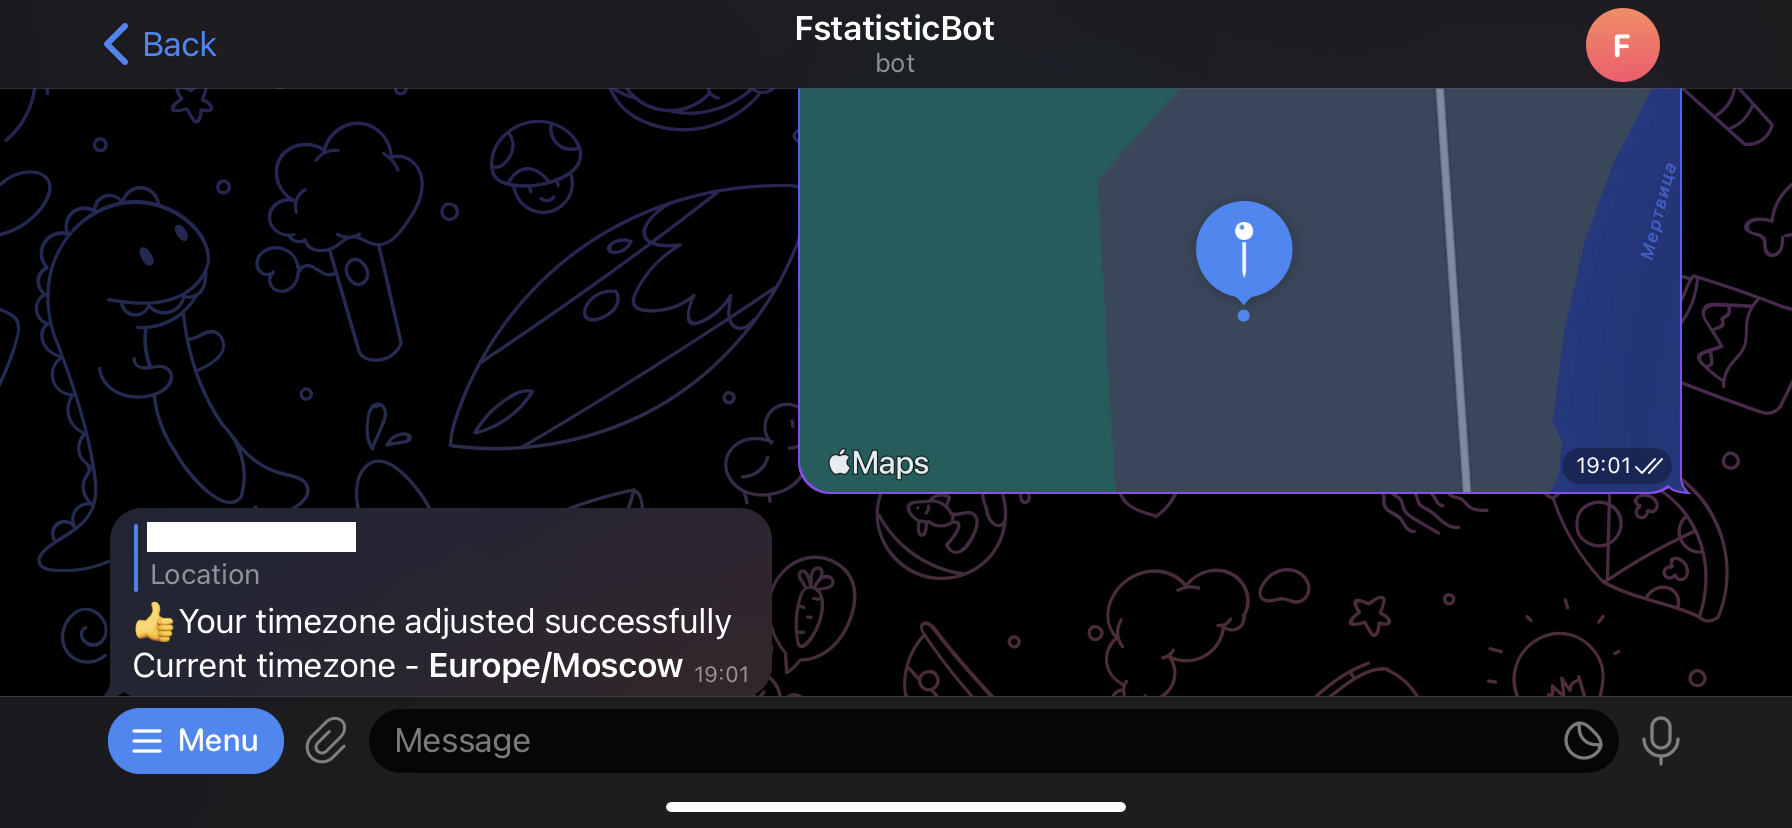 Back
FstatisticBot
bot
F
Мертвица
Maps
19:01
Location
👍Your timezone adjusted successfully
Current timezone - Europe/Moscow 19:01
Menu
Message